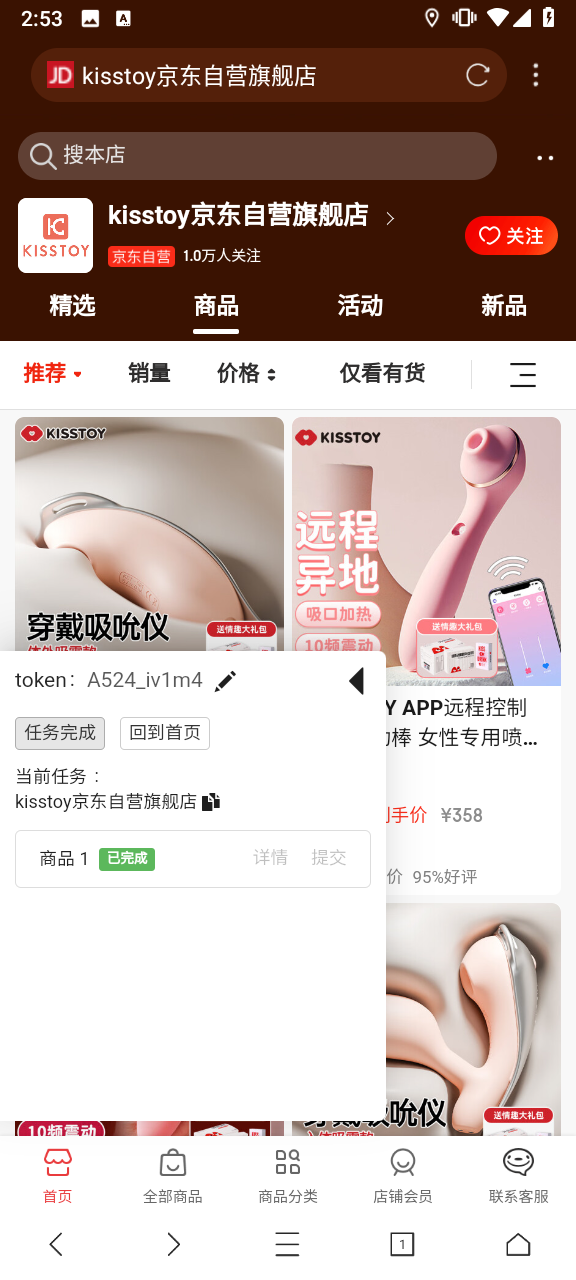 2:53
A
JD kisstoy京东自营旗舰店
搜本店
KISSTOY
kisstoy京东自营旗舰店
京东自营 1.0万人关注
关注
精选 商品 活动 新品
推荐 销量 价格 仅看有货
KISSTOY
穿戴吸吮仪
送情趣大礼包
KISSTOY
远程
异地
吸口加热
10频震动
送情趣大礼包
Y APP远程控制
棒 女性专用喷...
到手价 ¥358
价 95%好评
token: A524_iv1m4
任务完成 回到首页
当前任务：
kisstoy京东自营旗舰店
商品 1 已完成 详情 提交
10频震动
穿戴吸吮仪
送情趣大礼包
首页 全部商品 商品分类 店铺会员 联系客服
1